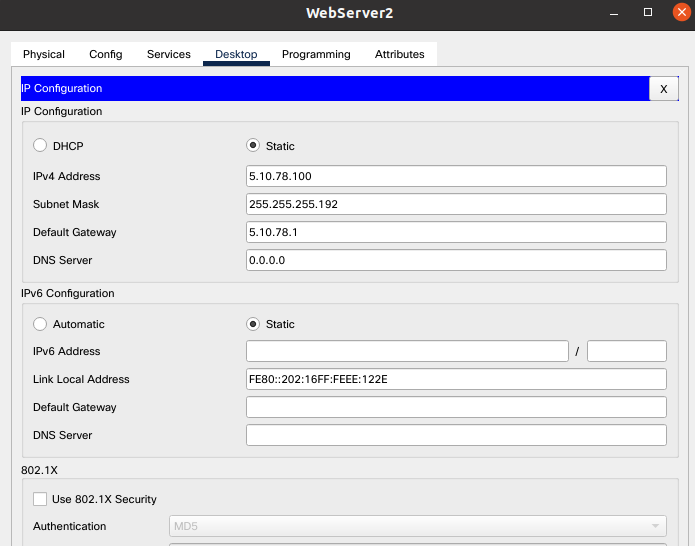 WebServer2
Physical Config Services Desktop Programming Attributes
IP Configuration X
IP Configuration
DHCP Static
IPv4 Address 5.10.78.100
Subnet Mask 255.255.255.192
Default Gateway 5.10.78.1
DNS Server 0.0.0.0
IPv6 Configuration
Automatic Static
IPv6 Address /
Link Local Address FE80::202:16FF:FEEE:122E
Default Gateway
DNS Server
802.1X
Use 802.1X Security
Authentication MD5